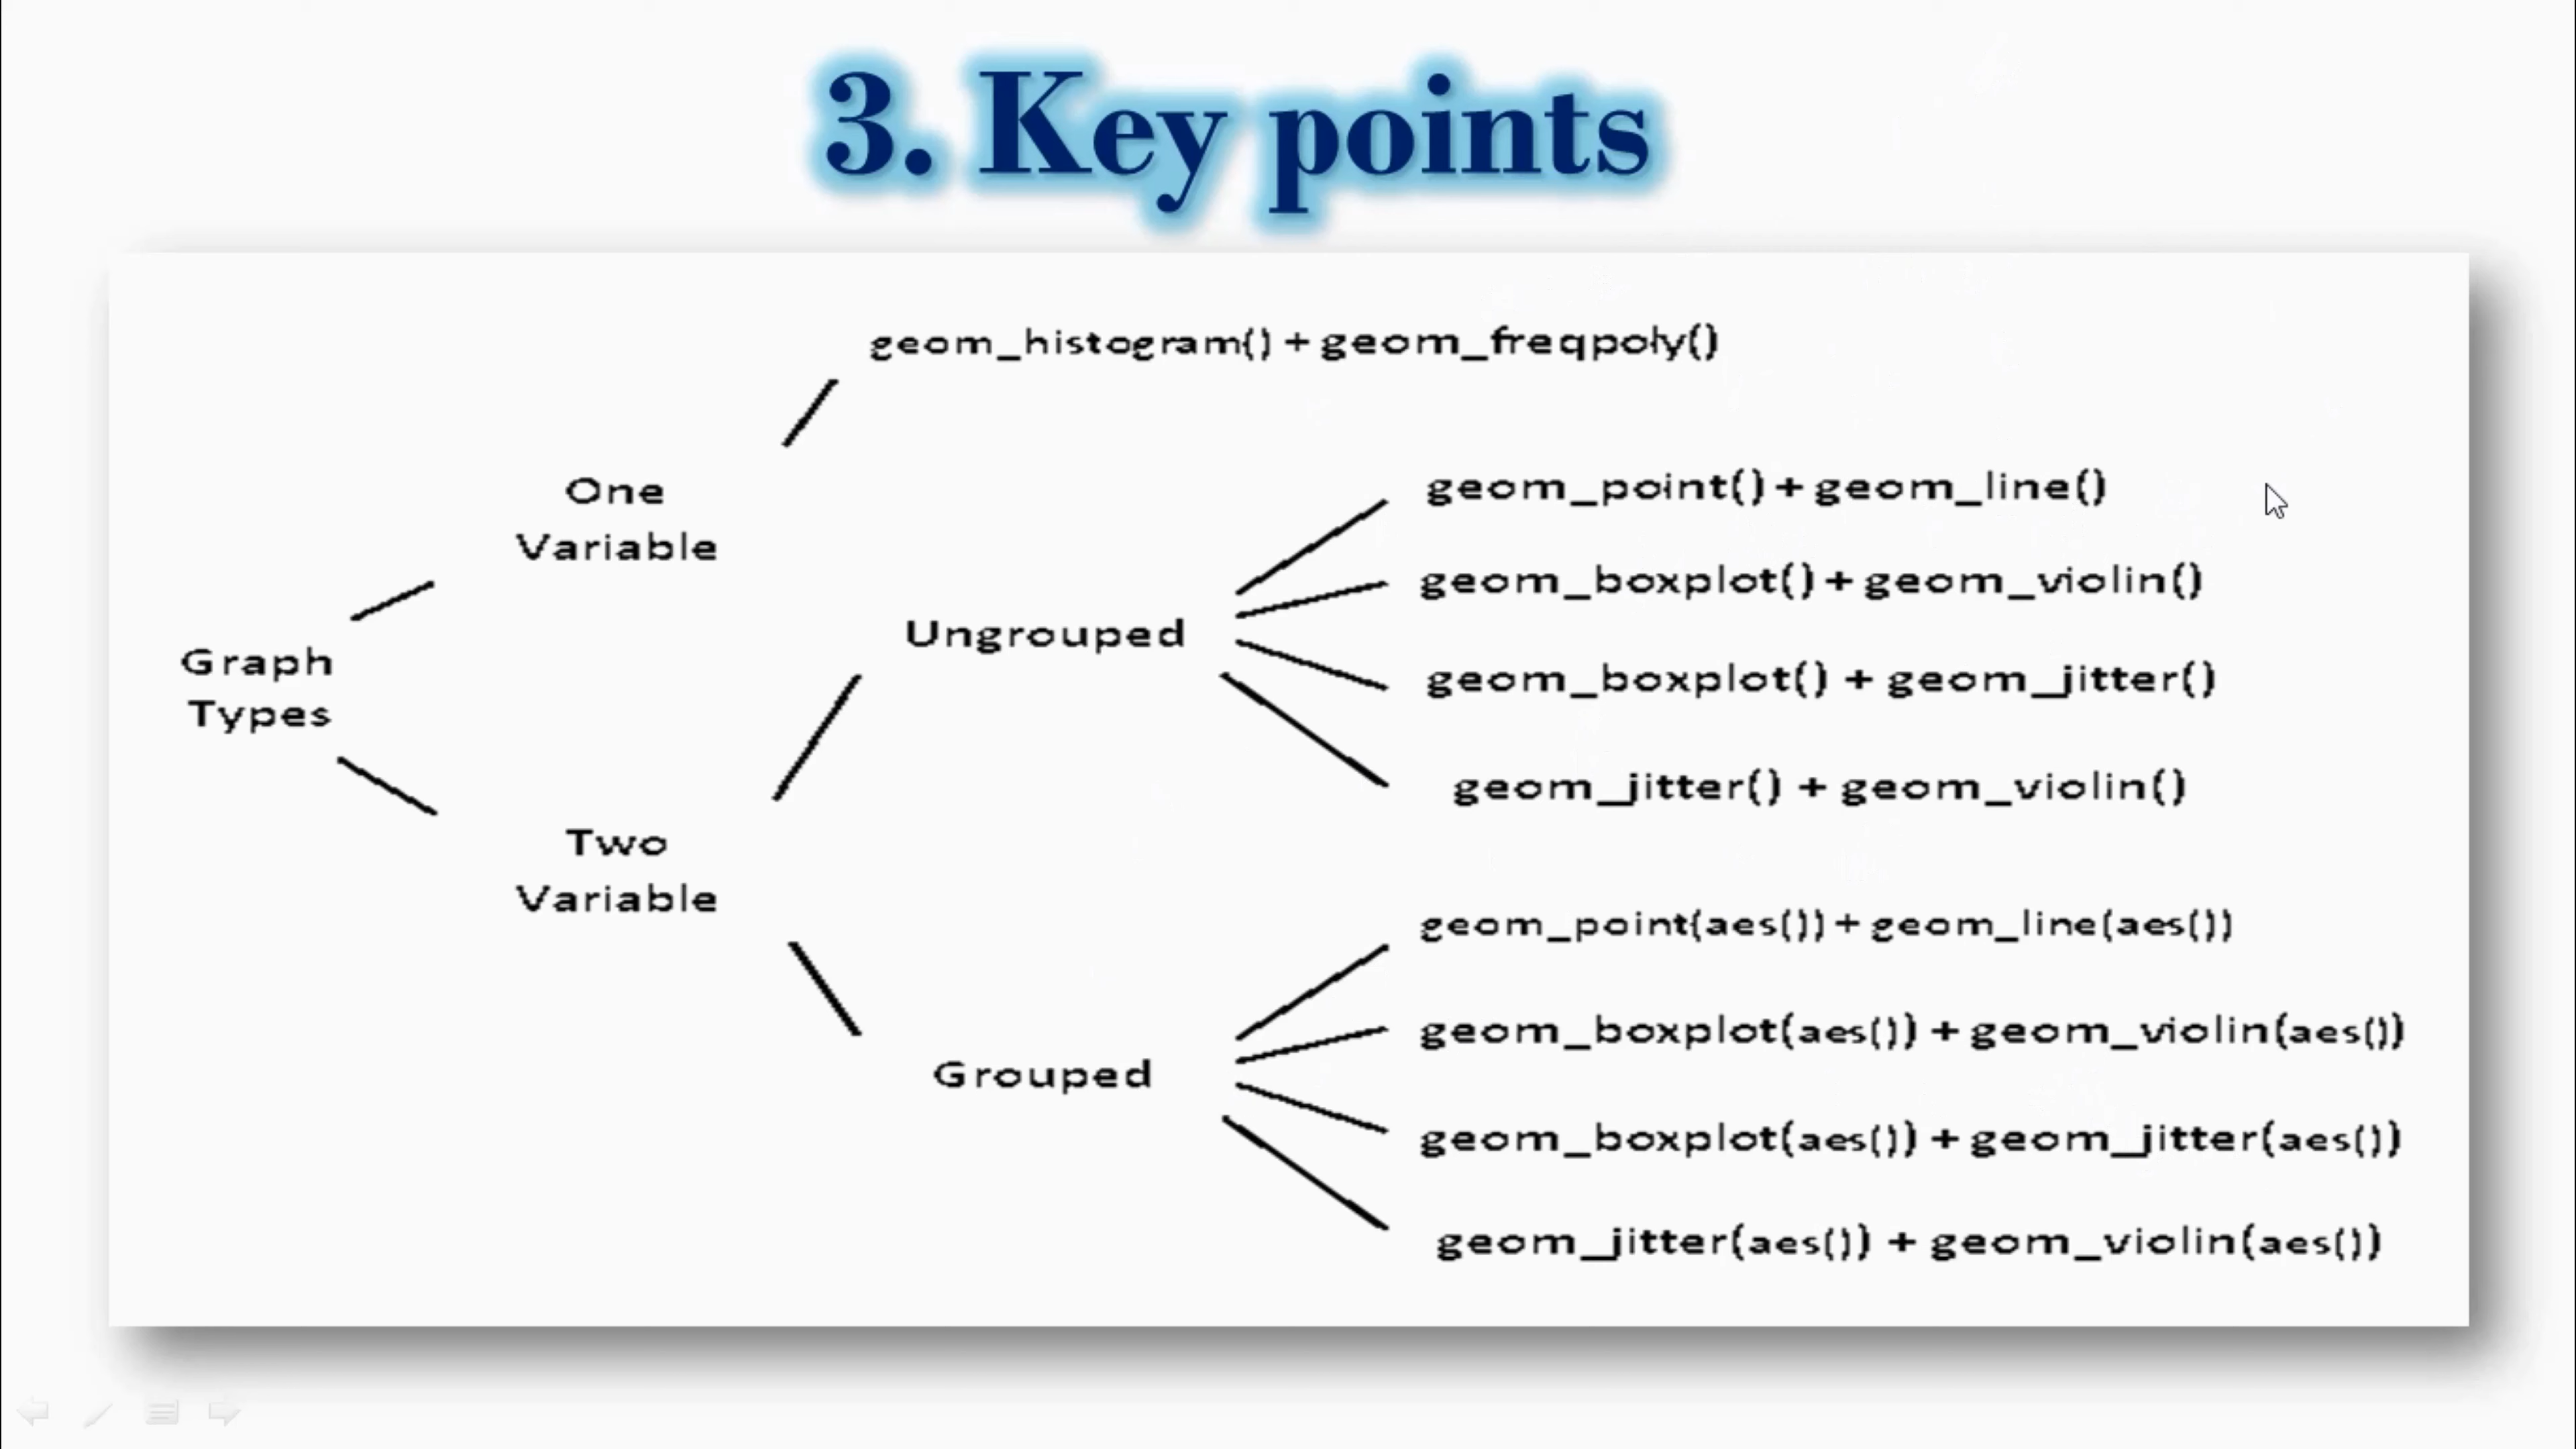 3. Key points
geom_histogram() + geom_freqpoly()
One
Variable
geom_point() + geom_line()
geom_boxplot() + geom_violin()
Ungrouped
geom_boxplot() + geom_jitter()
Graph
Types
geom_jitter() + geom_violin()
Two
Variable
geom_point(aes()) + geom_line(aes())
geom_boxplot(aes()) + geom_violin(aes())
Grouped
geom_boxplot(aes()) + geom_jitter(aes())
geom_jitter(aes()) + geom_violin(aes())